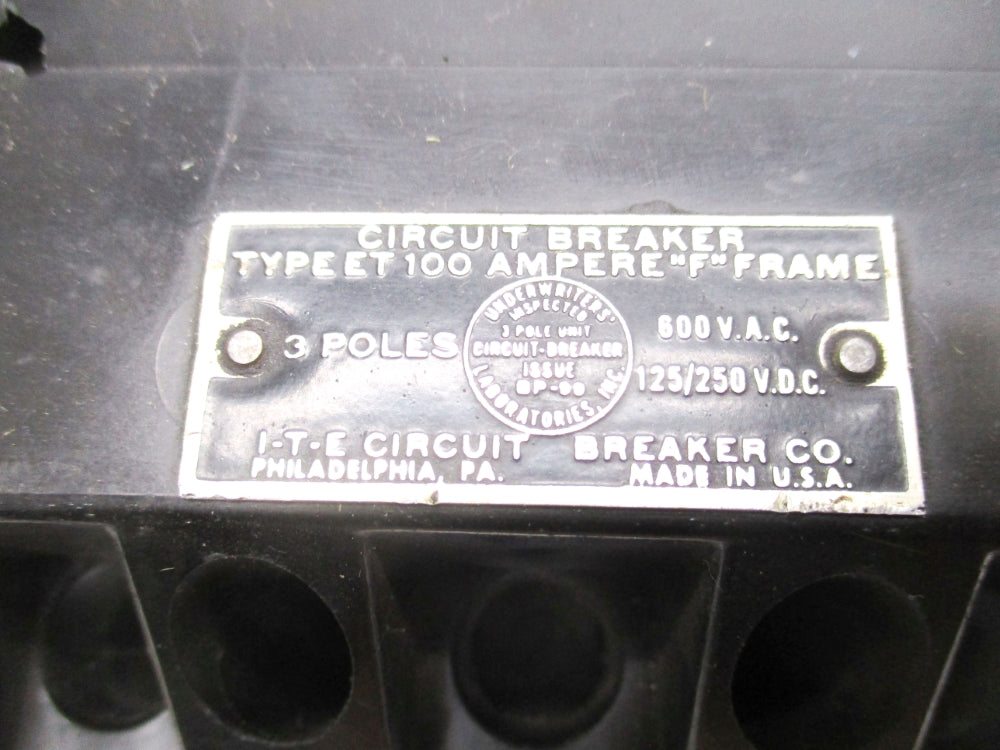 CIRCUIT BREAKER
TYPE ET 100 AMPERE "F" FRAME
3 POLES
UNDERWRITERS'
INSPECTED
3 POLE UNIT
CIRCUIT-BREAKER
ISSUE
LABORATORIES, INC.
600 V.A.C.
125/250 V.D.C.
I-T-E CIRCUIT BREAKER CO.
PHILADELPHIA, PA. MADE IN U.S.A.